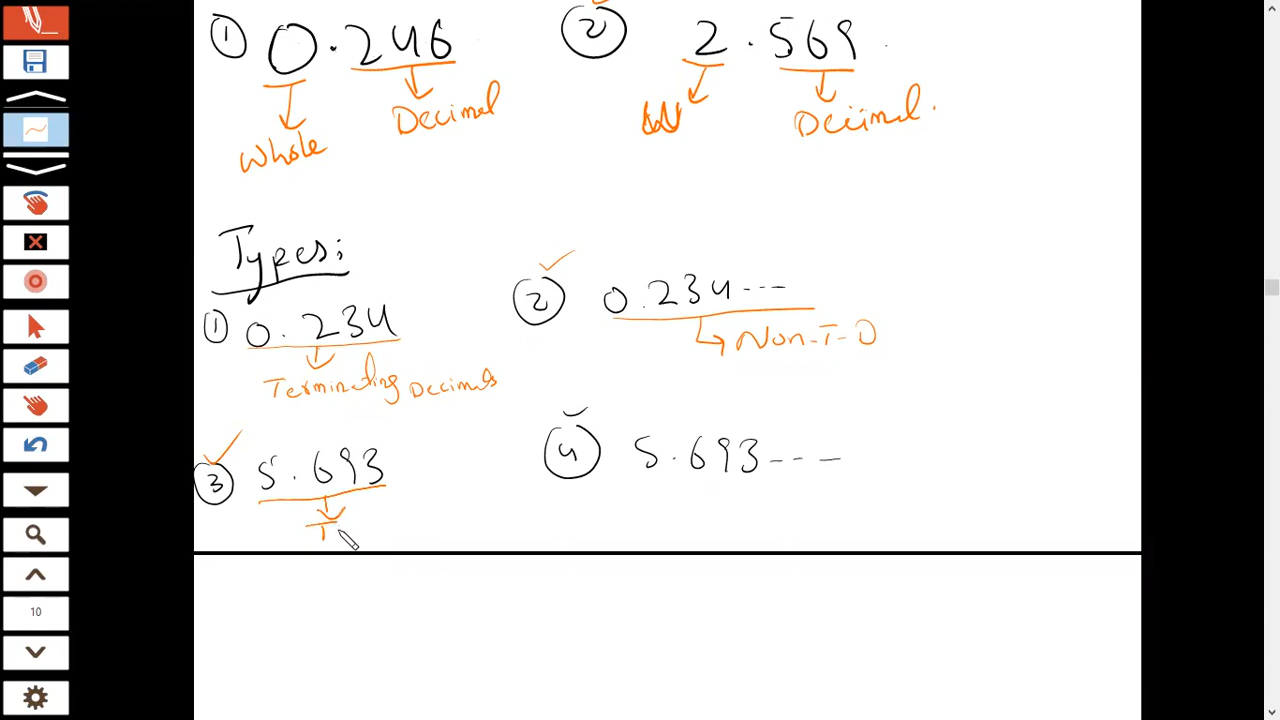 ① 0.246 ② 2.569
Whole Decimal W Decimal.
Types:
① 0.234 ② 0.234---
Terminating Decimals Non-T-D
③ 5.693 ④ 5.693---
T
10